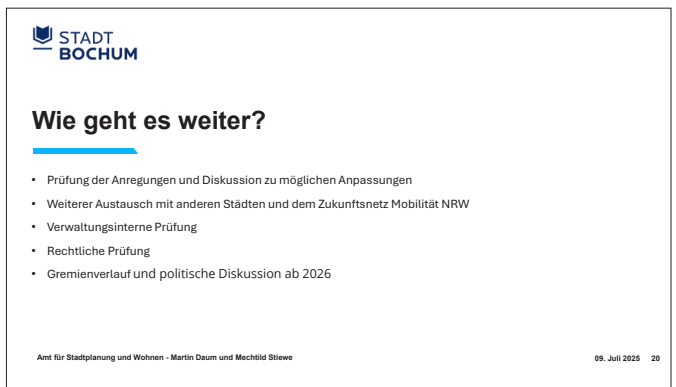 STADT
BOCHUM
Wie geht es weiter?
• Prüfung der Anregungen und Diskussion zu möglichen Anpassungen
• Weiterer Austausch mit anderen Städten und dem Zukunftsnetz Mobilität NRW
• Verwaltungsinterne Prüfung
• Rechtliche Prüfung
• Gremienverlauf und politische Diskussion ab 2026
Amt für Stadtplanung und Wohnen - Martin Daum und Mechtild Stiewe 09. Juli 2025 20